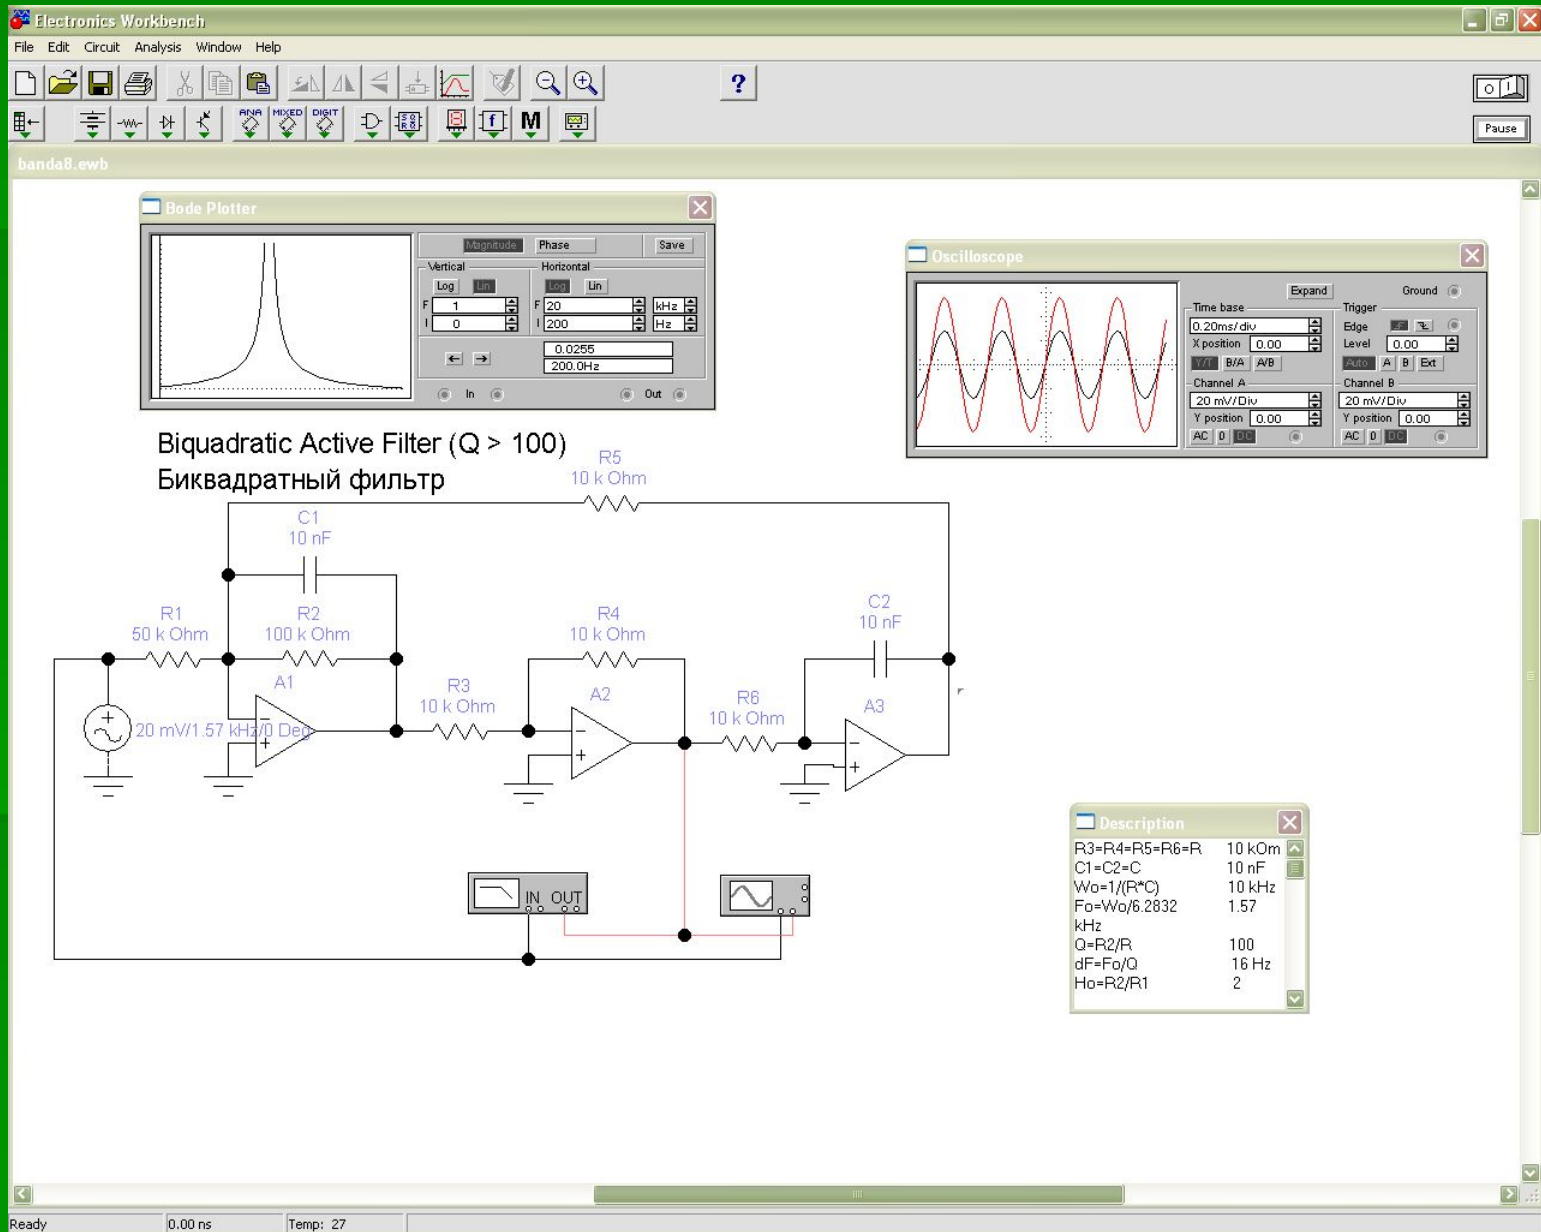 Electronics Workbench
File Edit Circuit Analysis Window Help
ANA MIXED DIGIT
M
?
O I
Pause
banda8.ewb
Bode Plotter
Magnitude Phase Save
Vertical Horizontal
Log Lin Log Lin
F 1 F 20 kHz
I 0 I 200 Hz
0.0255
200.0Hz
In Out
Oscilloscope
Expand Ground
Time base Trigger
0.20ms/div Edge
X position 0.00 Level 0.00
Y/T B/A A/B Auto A B Ext
Channel A Channel B
20 mV/Div 20 mV/Div
Y position 0.00 Y position 0.00
AC 0 DC AC 0 DC
Biquadratic Active Filter (Q > 100)
Биквадратный фильтр
R5
10 k Ohm
C1
10 nF
R1
50 k Ohm
R2
100 k Ohm
R4
10 k Ohm
C2
10 nF
A1
R3
10 k Ohm
A2
R6
10 k Ohm
A3
20 mV/1.57 kHz/0 Deg
IN OUT
Description
R3=R4=R5=R6=R 10 kOm
C1=C2=C 10 nF
Wo=1/(R*C) 10 kHz
Fo=Wo/6.2832 1.57
kHz
Q=R2/R 100
dF=Fo/Q 16 Hz
Ho=R2/R1 2
Ready 0.00 ns Temp: 27